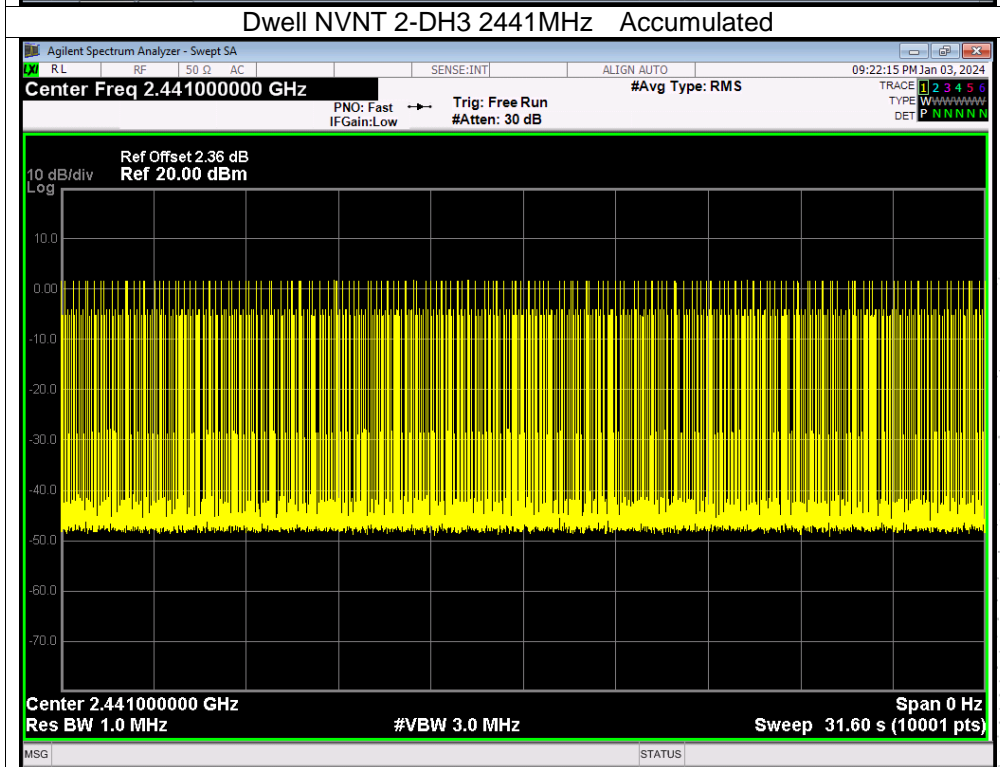 Dwell NVNT 2-DH3 2441MHz Accumulated
Agilent Spectrum Analyzer - Swept SA
LXI RL RF 50 Ω AC SENSE:INT ALIGN AUTO 09:22:15 PM Jan 03, 2024
Center Freq 2.441000000 GHz
PNO: Fast
IFGain:Low
Trig: Free Run
#Atten: 30 dB
#Avg Type: RMS
TRACE 1 2 3 4 5 6
TYPE WWWWWW
DET P N N N N N
Ref Offset 2.36 dB
10 dB/div Ref 20.00 dBm
Log
10.0
0.00
-10.0
-20.0
-30.0
-40.0
-50.0
-60.0
-70.0
Center 2.441000000 GHz Span 0 Hz
Res BW 1.0 MHz #VBW 3.0 MHz Sweep 31.60 s (10001 pts)
MSG STATUS